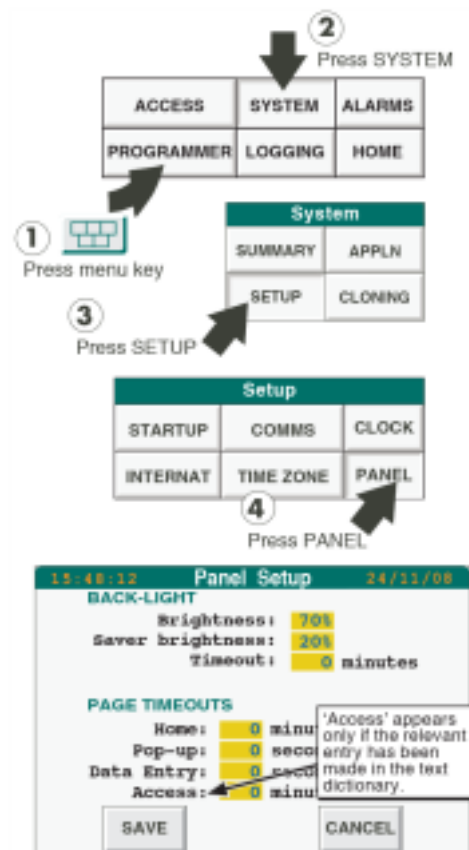 2
Press SYSTEM
ACCESS SYSTEM ALARMS
PROGRAMMER LOGGING HOME
1
Press menu key
System
SUMMARY APPLN
SETUP CLONING
3
Press SETUP
Setup
STARTUP COMMS CLOCK
INTERNAT TIME ZONE PANEL
4
Press PANEL
15:48:12 Panel Setup 24/11/08
BACK-LIGHT
Brightness: 70%
Saver brightness: 20%
Timeout: 0 minutes
PAGE TIMEOUTS
Home: 0 minu
Pop-up: 0 seco
Data Entry: 0 seco
Access: 0 minu
'Access' appears
only if the relevant
entry has been
made in the text
dictionary.
SAVE CANCEL